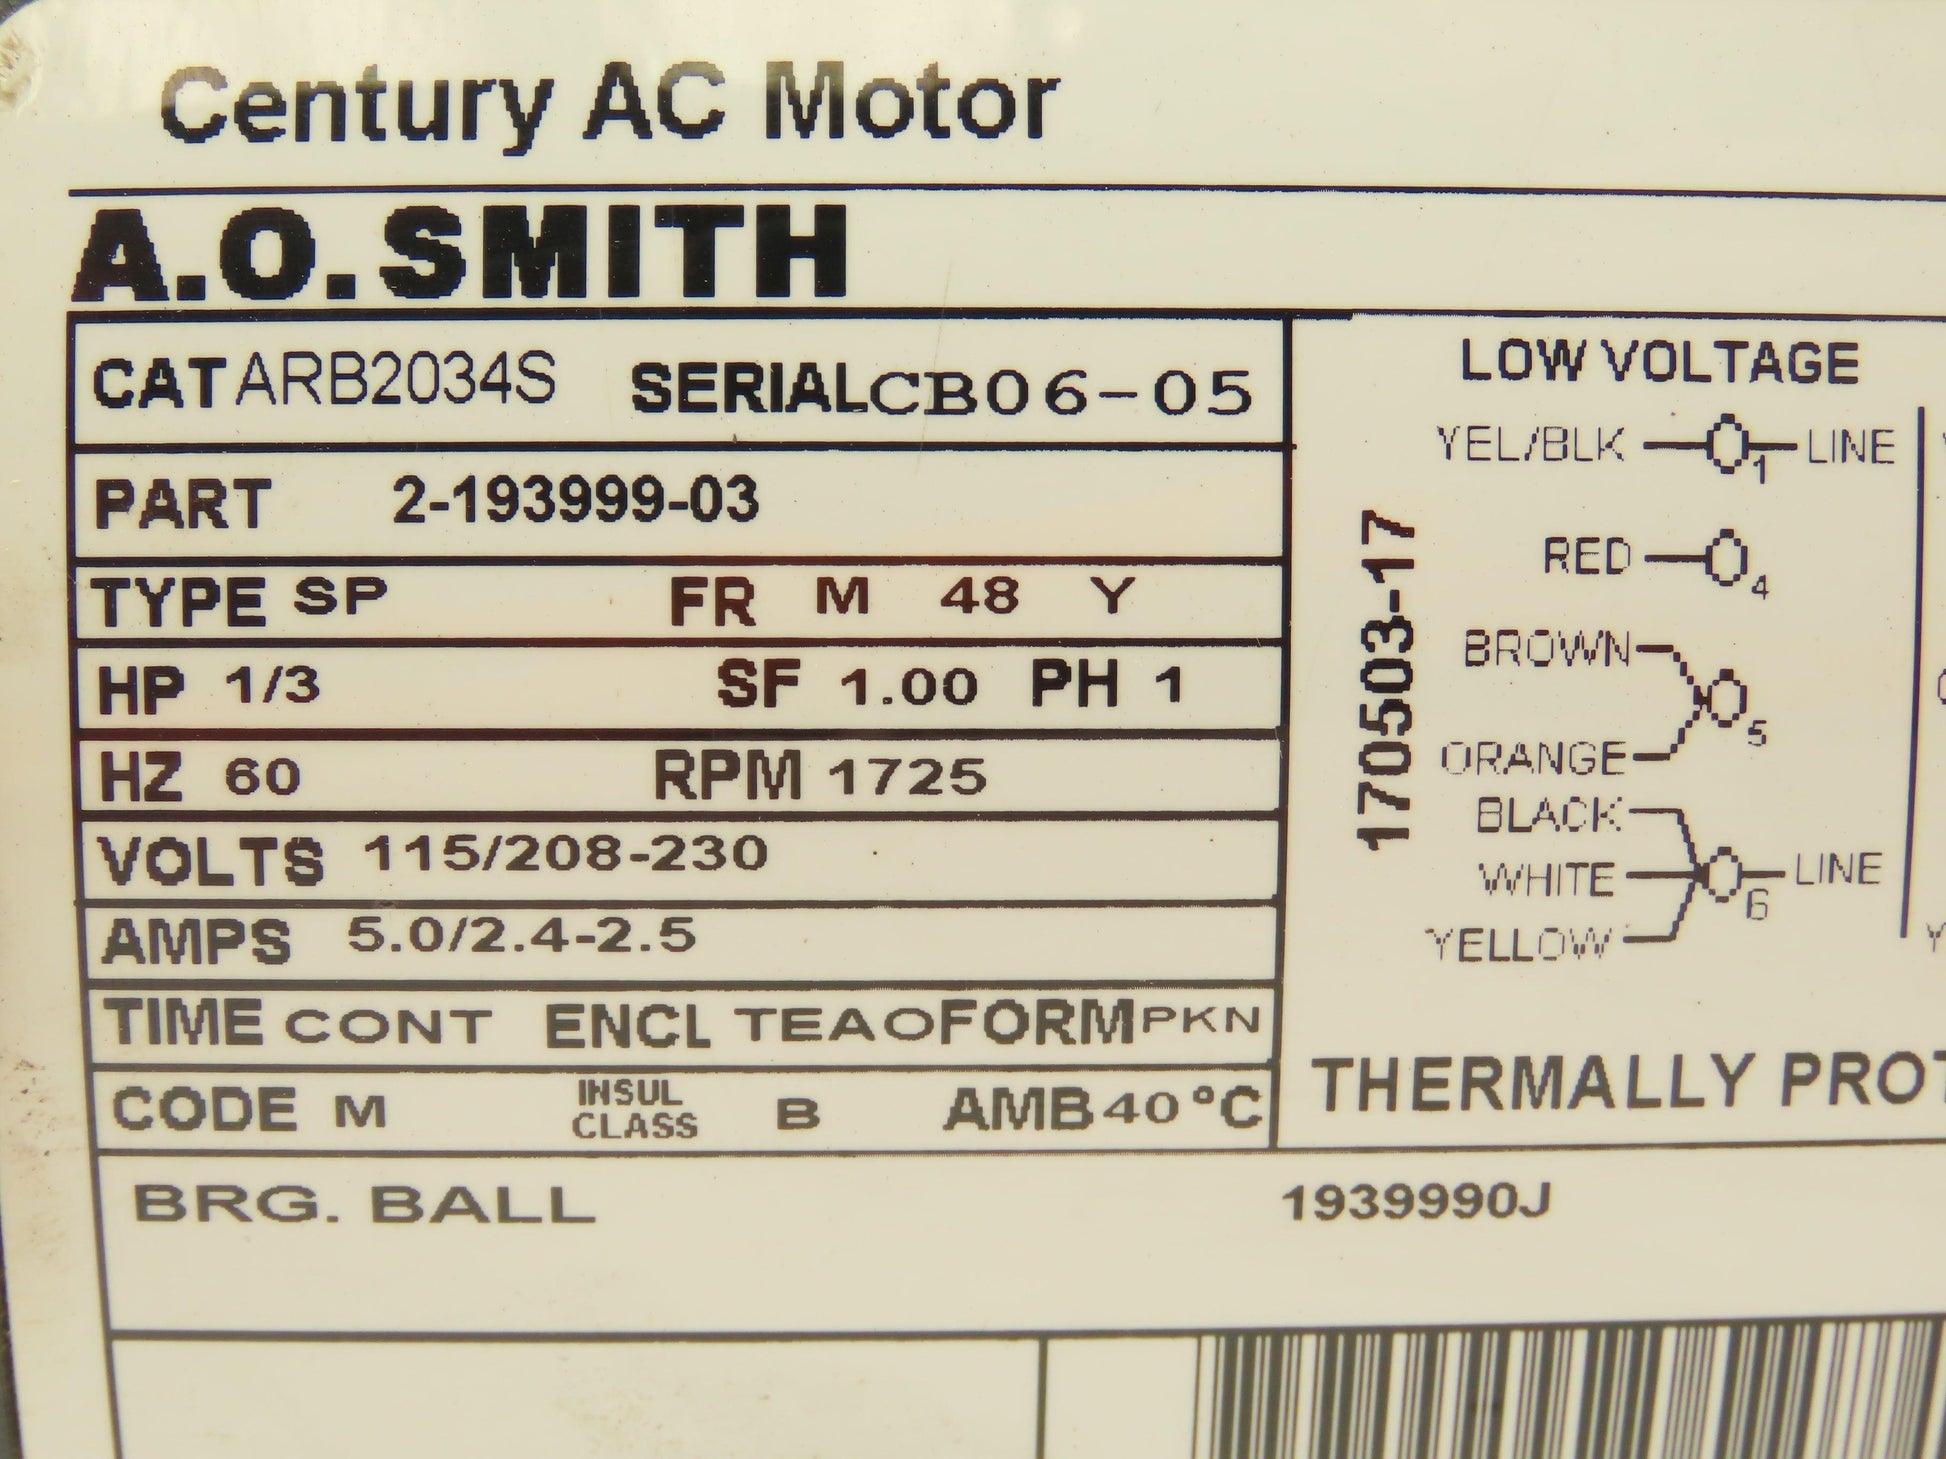 Century AC Motor
A.O.SMITH
CAT ARB2034S SERIAL CB06-05
PART 2-193999-03
TYPE SP FR M 48 Y
HP 1/3 SF 1.00 PH 1
HZ 60 RPM 1725
VOLTS 115/208-230
AMPS 5.0/2.4-2.5
TIME CONT ENCL TEAO FORM PKN
CODE M INSUL CLASS B AMB 40°C
BRG. BALL 1939990J
170503-17
LOW VOLTAGE
YEL/BLK 1 LINE
RED 4
BROWN
5
ORANGE
BLACK
WHITE 6 LINE
YELLOW
THERMALLY PROT